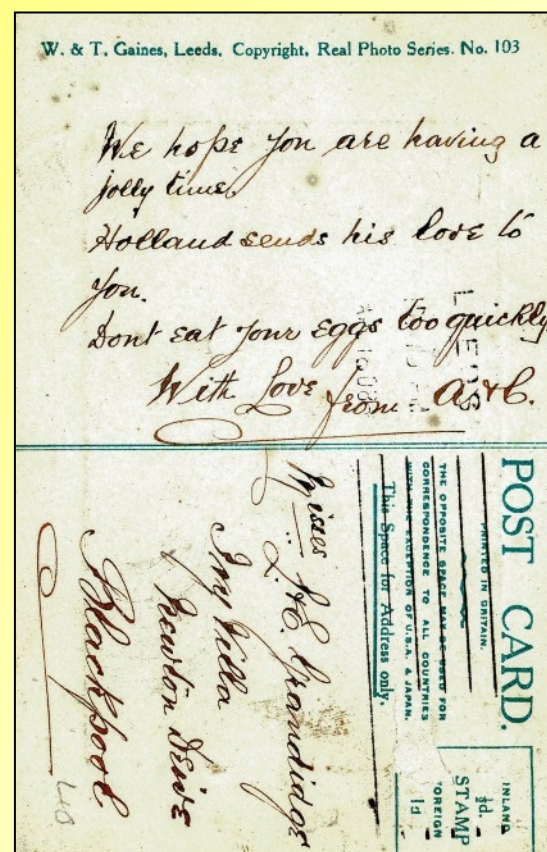 W. & T. Gaines, Leeds. Copyright. Real Photo Series. No. 103
We hope you are having a
jolly time.
Holland sends his love to
you.
Dont eat your eggs too quickly
With Love from A & C.
POST CARD.
PRINTED IN BRITAIN.
THE OPPOSITE SPACE MAY BE USED FOR
CORRESPONDENCE TO ALL COUNTRIES
WITH THE EXCEPTION OF U.S.A. & JAPAN.
This Space for Address only.
INLAND
½d.
STAMP
FOREIGN
1d
LEEDS
Misses L & E. Grandidge
Ivy Villa
Newton Drive
Blackpool